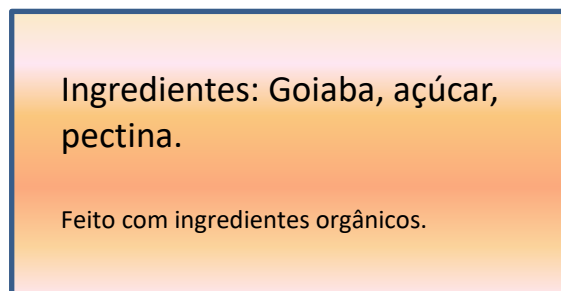 Ingredientes: Goiaba, açúcar,
pectina.
Feito com ingredientes orgânicos.